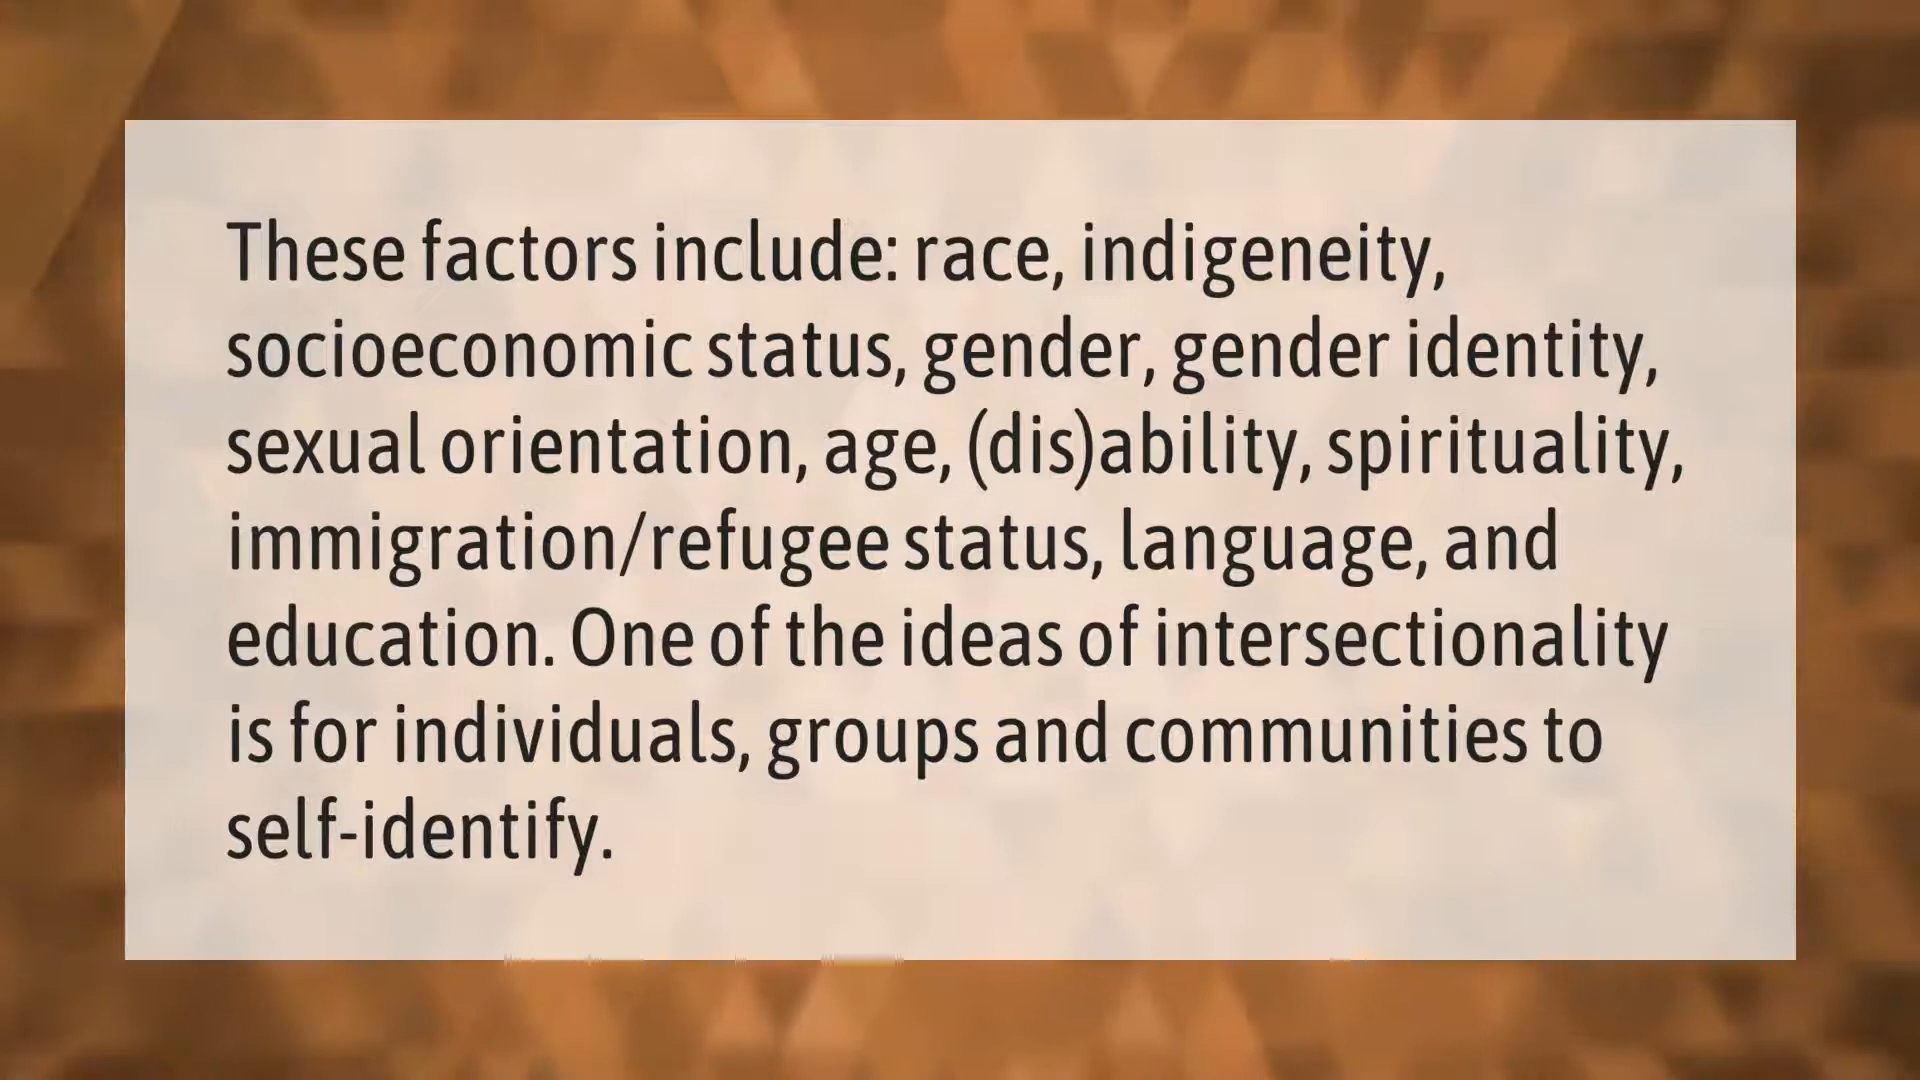 These factors include: race, indigeneity,
socioeconomic status, gender, gender identity,
sexual orientation, age, (dis)ability, spirituality,
immigration/refugee status, language, and
education. One of the ideas of intersectionality
is for individuals, groups and communities to
self-identify.